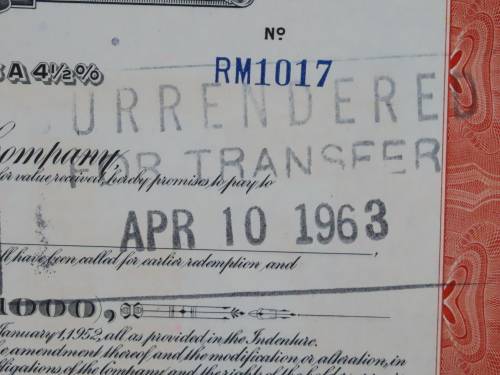 Nº
A 4½%
RM1017
URRENDERED
Company
FOR TRANSFER
for value received, hereby promises to pay to
APR 10 1963
ll have been called for earlier redemption, and
1000),
January 1, 1952, all as provided in the Indenture.
e amendment thereof and the modification or alteration, in
obligations of the Company and the rights of the